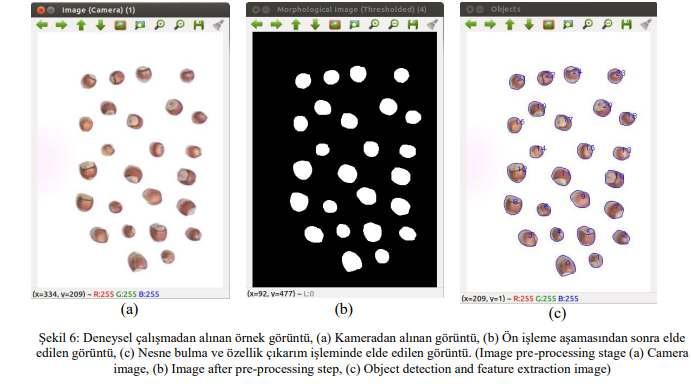 Image (Camera) (1)
Morphological Image (Thresholded) (4)
Objects
(x=334, y=209) ~ R:255 G:255 B:255
(x=92, y=477) ~ L:0
(x=209, y=1) ~ R:255 G:255 B:255
(a)
(b)
(c)
Şekil 6: Deneysel çalışmadan alınan örnek görüntü, (a) Kameradan alınan görüntü, (b) Ön işleme aşamasından sonra elde
edilen görüntü, (c) Nesne bulma ve özellik çıkarım işleminde elde edilen görüntü. (Image pre-processing stage (a) Camera
image, (b) Image after pre-processing step, (c) Object detection and feature extraction image)